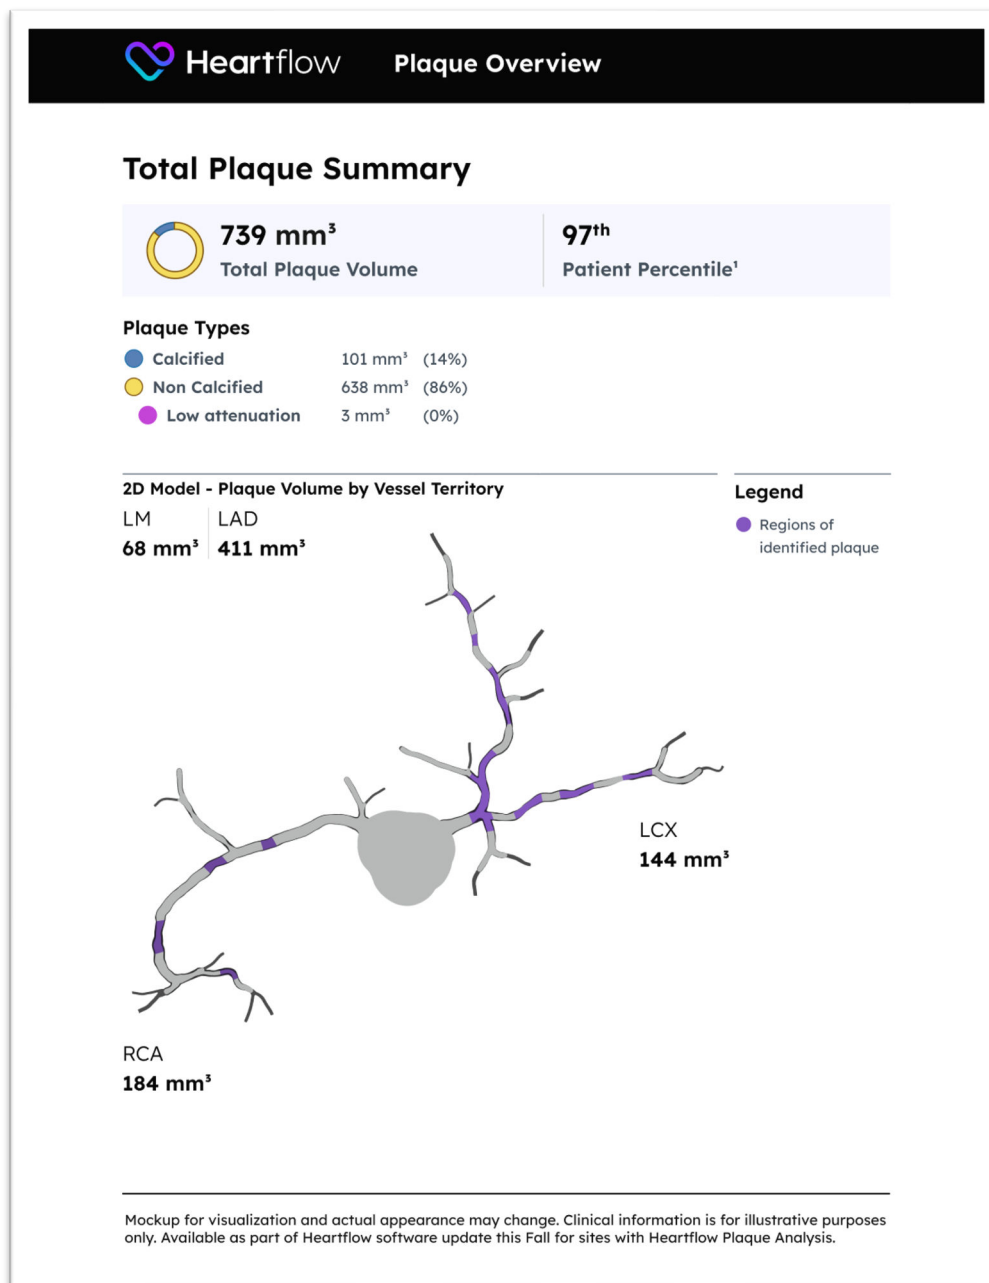 Heartflow Plaque Overview
Total Plaque Summary
739 mm³
Total Plaque Volume
97th
Patient Percentile¹
Plaque Types
Calcified 101 mm³ (14%)
Non Calcified 638 mm³ (86%)
Low attenuation 3 mm³ (0%)
2D Model - Plaque Volume by Vessel Territory
LM LAD
68 mm³ 411 mm³
Legend
Regions of
identified plaque
LCX
144 mm³
RCA
184 mm³
Mockup for visualization and actual appearance may change. Clinical information is for illustrative purposes
only. Available as part of Heartflow software update this Fall for sites with Heartflow Plaque Analysis.